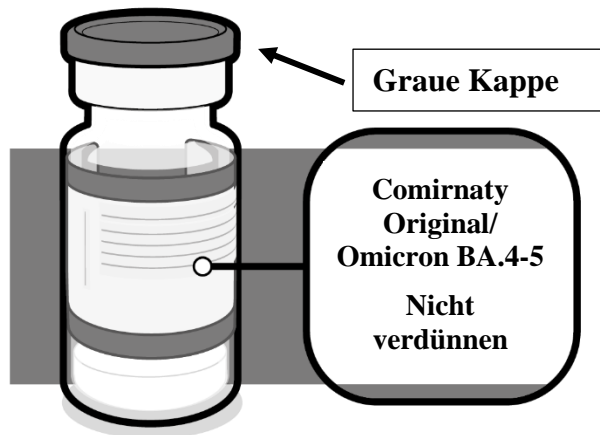 Graue Kappe
Comirnaty
Original/
Omicron BA.4-5
Nicht
verdünnen